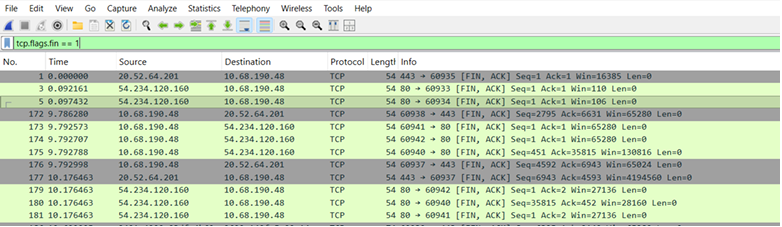 File Edit View Go Capture Analyze Statistics Telephony Wireless Tools Help
tcp.flags.fin == 1
No. Time Source Destination Protocol Lengtl Info
1 0.000000 20.52.64.201 10.68.190.48 TCP 54 443 → 60935 [FIN, ACK] Seq=1 Ack=1 Win=16385 Len=0
3 0.092161 54.234.120.160 10.68.190.48 TCP 54 80 → 60933 [FIN, ACK] Seq=1 Ack=1 Win=110 Len=0
5 0.097432 54.234.120.160 10.68.190.48 TCP 54 80 → 60934 [FIN, ACK] Seq=1 Ack=1 Win=106 Len=0
172 9.786280 10.68.190.48 20.52.64.201 TCP 54 60938 → 443 [FIN, ACK] Seq=2795 Ack=6631 Win=65280 Len=0
173 9.792573 10.68.190.48 54.234.120.160 TCP 54 60941 → 80 [FIN, ACK] Seq=1 Ack=1 Win=65280 Len=0
174 9.792707 10.68.190.48 54.234.120.160 TCP 54 60942 → 80 [FIN, ACK] Seq=1 Ack=1 Win=65280 Len=0
175 9.792788 10.68.190.48 54.234.120.160 TCP 54 60940 → 80 [FIN, ACK] Seq=451 Ack=35815 Win=130816 Len=0
176 9.792998 10.68.190.48 20.52.64.201 TCP 54 60937 → 443 [FIN, ACK] Seq=4592 Ack=6943 Win=65024 Len=0
177 10.176463 20.52.64.201 10.68.190.48 TCP 54 443 → 60937 [FIN, ACK] Seq=6943 Ack=4593 Win=4194560 Len=0
179 10.176463 54.234.120.160 10.68.190.48 TCP 54 80 → 60942 [FIN, ACK] Seq=1 Ack=2 Win=27136 Len=0
180 10.176463 54.234.120.160 10.68.190.48 TCP 54 80 → 60940 [FIN, ACK] Seq=35815 Ack=452 Win=28160 Len=0
181 10.176463 54.234.120.160 10.68.190.48 TCP 54 80 → 60941 [FIN, ACK] Seq=1 Ack=2 Win=27136 Len=0